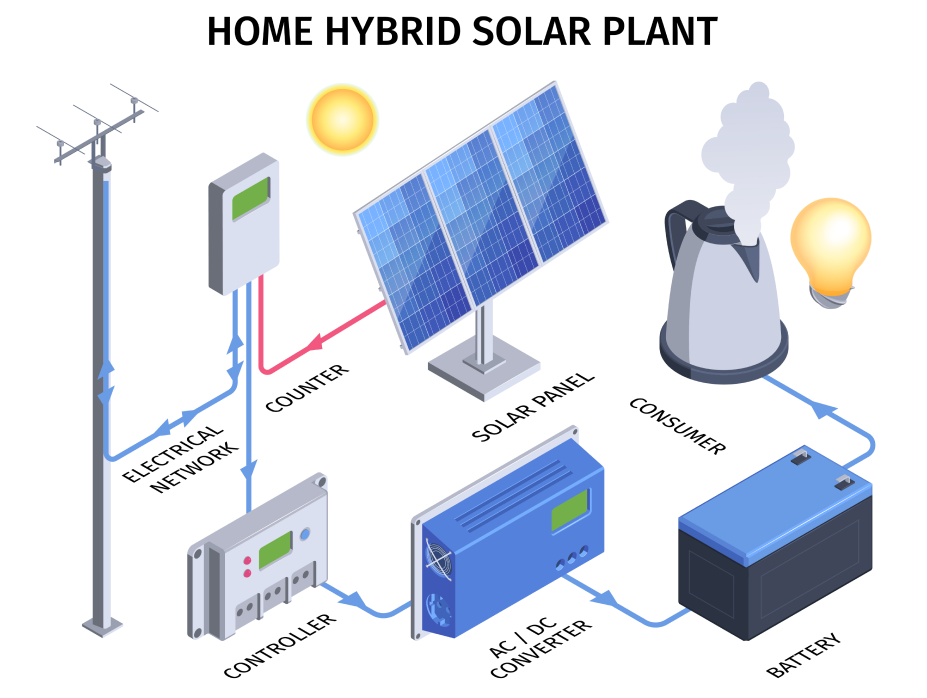 HOME HYBRID SOLAR PLANT
COUNTER
SOLAR PANEL
CONSUMER
ELECTRICAL
NETWORK
CONTROLLER
AC / DC
CONVERTER
BATTERY